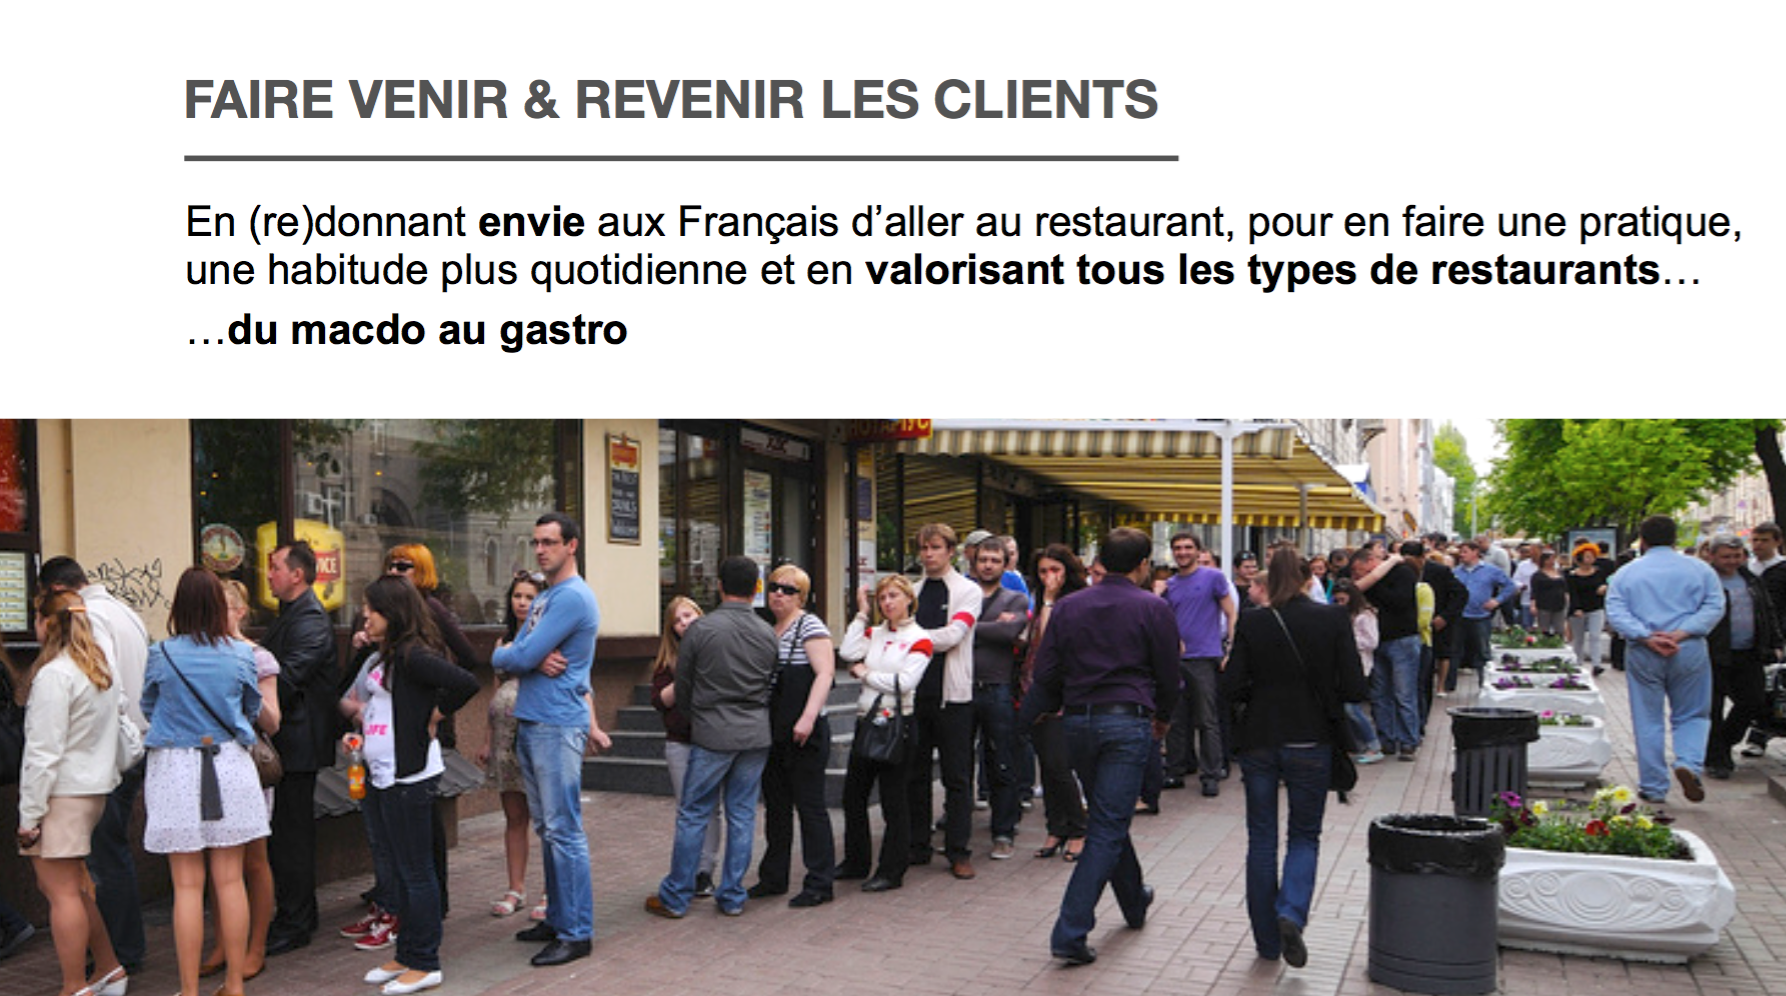 FAIRE VENIR & REVENIR LES CLIENTS
En (re)donnant envie aux Français d’aller au restaurant, pour en faire une pratique,
une habitude plus quotidienne et en valorisant tous les types de restaurants…
…du macdo au gastro
НОТАРІУС